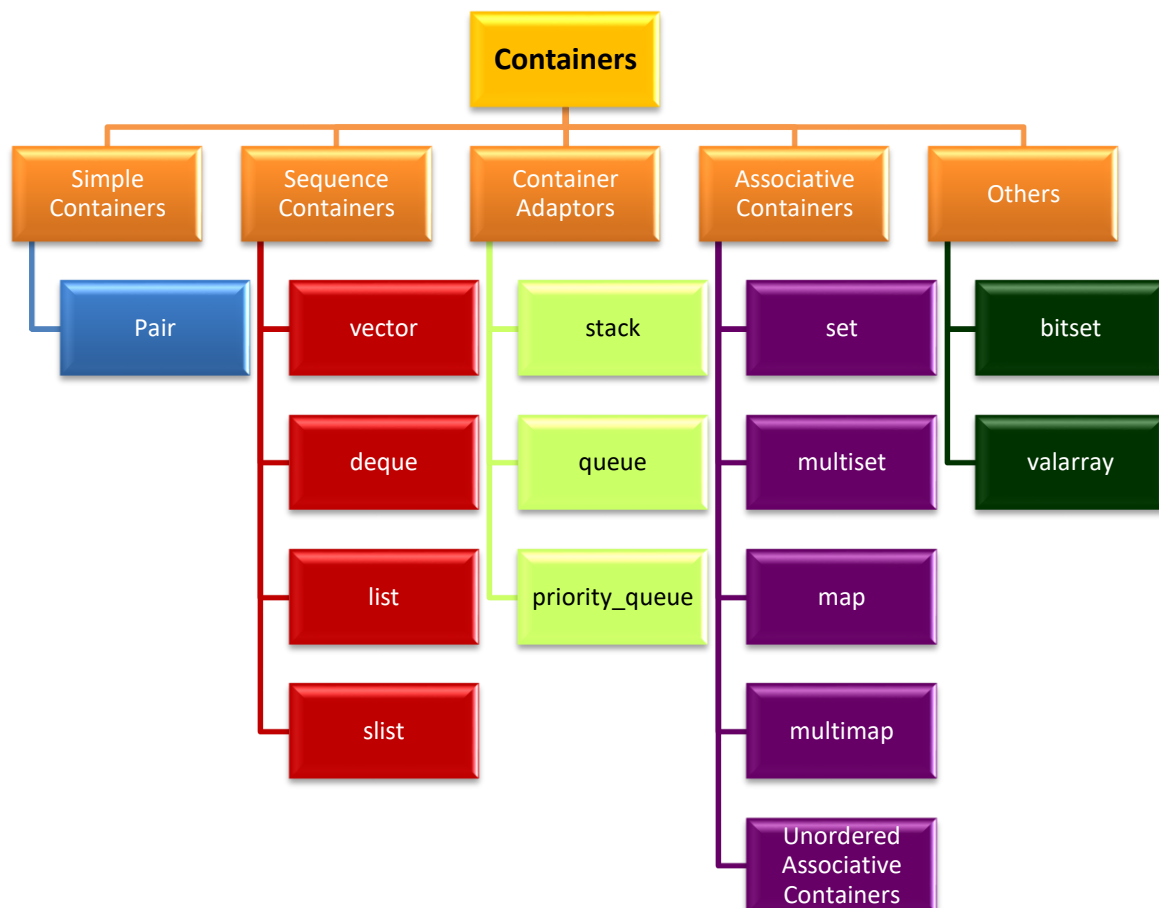 Containers
Simple
Containers
Sequence
Containers
Container
Adaptors
Associative
Containers
Others
Pair
vector
stack
set
bitset
deque
queue
multiset
valarray
list
priority_queue
map
slist
multimap
Unordered
Associative
Containers